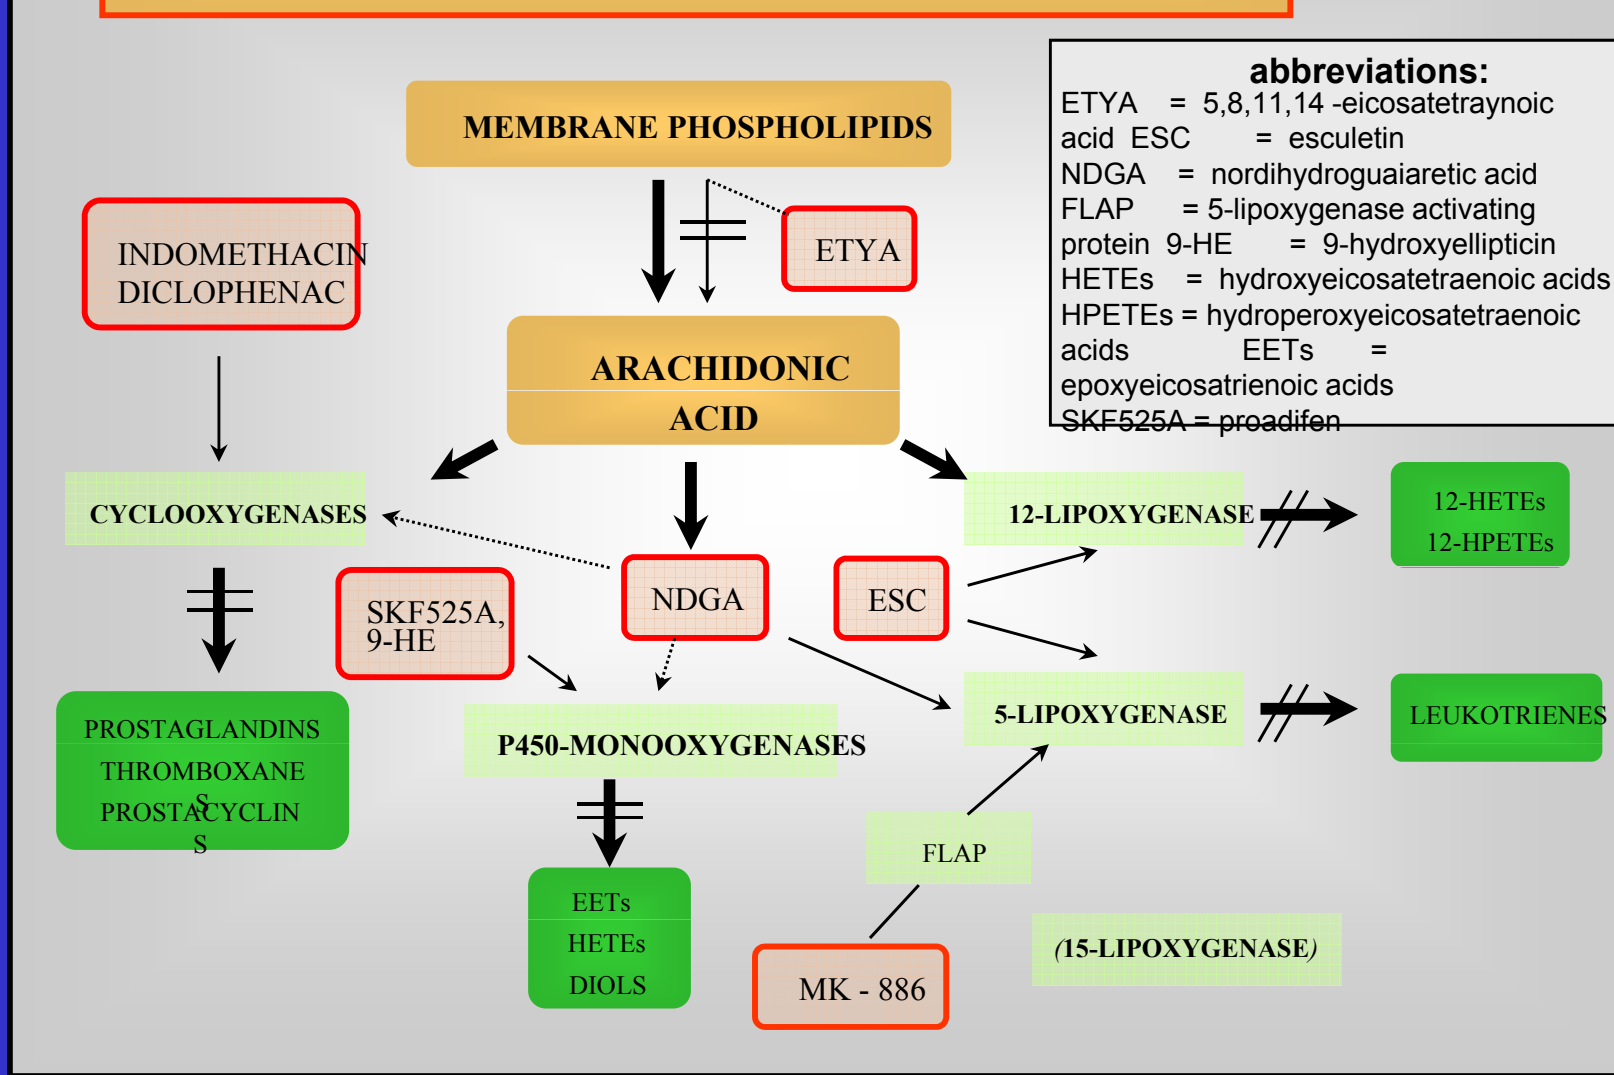 abbreviations:
ETYA = 5,8,11,14 -eicosatetraynoic
acid ESC = esculetin
NDGA = nordihydroguaiaretic acid
FLAP = 5-lipoxygenase activating
protein 9-HE = 9-hydroxyellipticin
HETEs = hydroxyeicosatetraenoic acids
HPETEs = hydroperoxyeicosatetraenoic
acids EETs =
epoxyeicosatrienoic acids
SKF525A = proadifen
MEMBRANE PHOSPHOLIPIDS
INDOMETHACIN
DICLOPHENAC
ETYA
ARACHIDONIC
ACID
CYCLOOXYGENASES
12-LIPOXYGENASE
12-HETEs
12-HPETEs
SKF525A,
9-HE
NDGA
ESC
PROSTAGLANDINS
THROMBOXANE
S
PROSTACYCLIN
S
P450-MONOOXYGENASES
5-LIPOXYGENASE
LEUKOTRIENES
FLAP
EETs
HETEs
DIOLS
MK - 886
(15-LIPOXYGENASE)